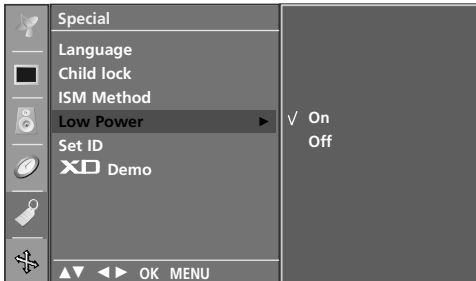 Special
Language
Child lock
ISM Method
Low Power ►
Set ID
XD Demo
√ On
Off
▲▼ ◄► OK MENU